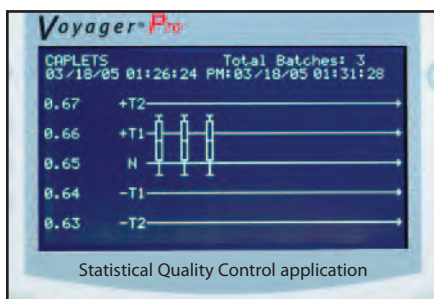 Voyager® Pro
CAPLETS Total Batches: 3
03/18/05 01:26:24 PM:03/18/05 01:31:28
0.67 +T2
0.66 +T1
0.65 N
0.64 -T1
0.63 -T2
Statistical Quality Control application